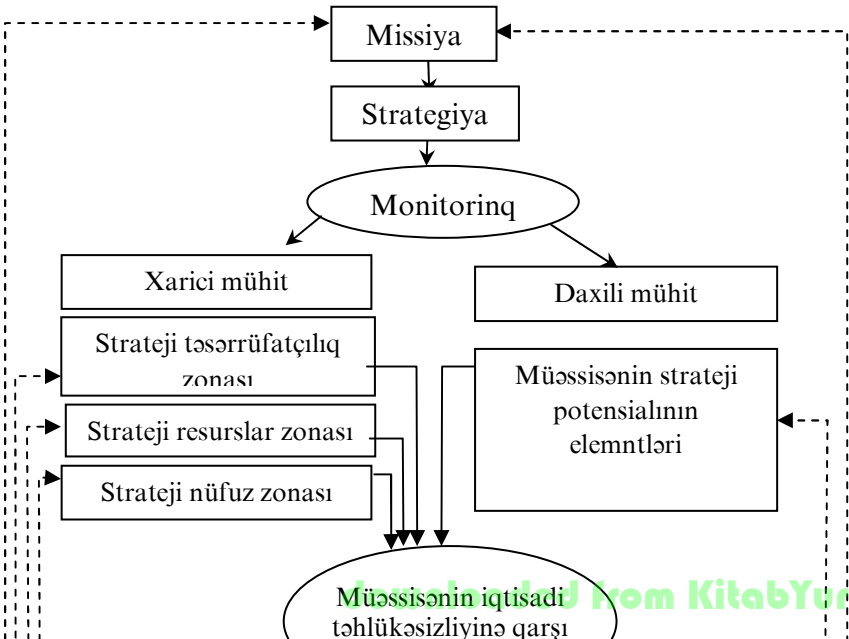 Missiya
Strategiya
Monitorinq
Xarici mühit
Daxili mühit
Strateji təsərrüfatçılıq
zonası
Strateji resurslar zonası
Strateji nüfuz zonası
Müəssisənin strateji
potensialının
elemntləri
Müəssisənin iqtisadi
təhlükəsizliyinə qarşı
downloaded from KitabYur